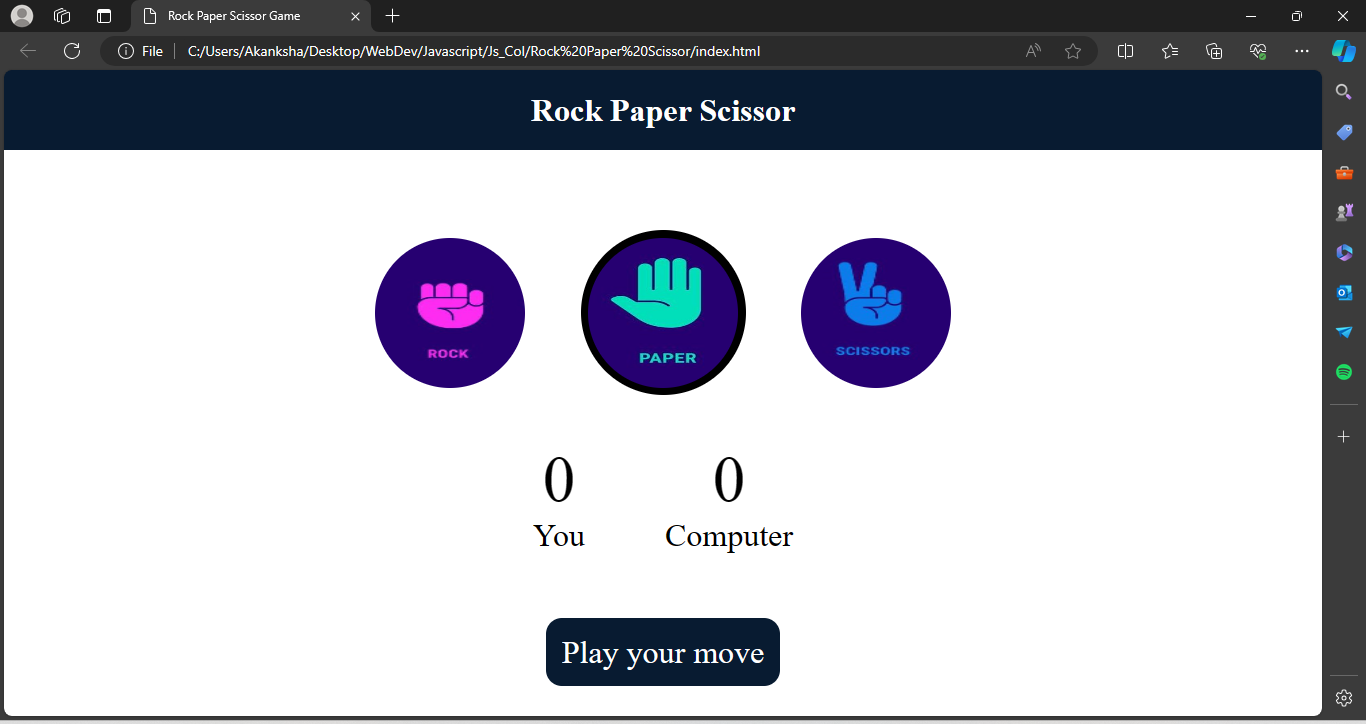 Rock Paper Scissor Game
File
C:/Users/Akanksha/Desktop/WebDev/Javascript/Js_Col/Rock%20Paper%20Scissor/index.html
Rock Paper Scissor
ROCK
PAPER
SCISSORS
0
0
You
Computer
Play your move